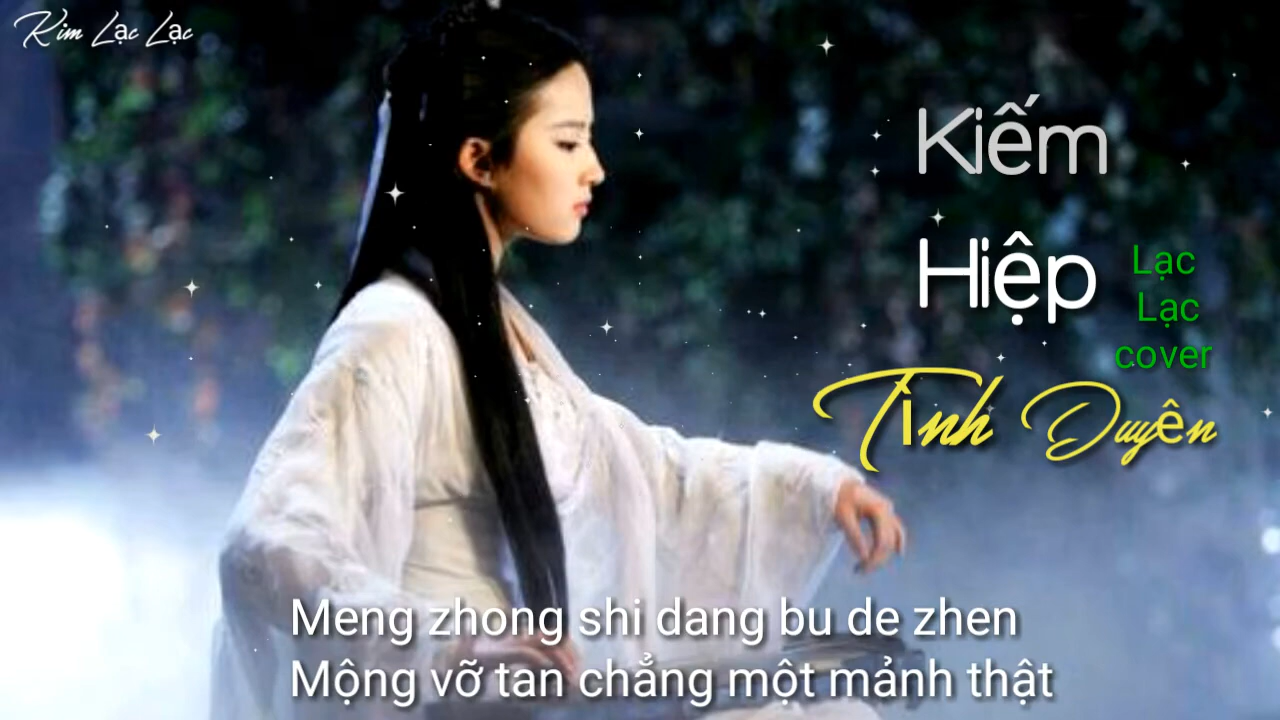 Kim Lạc Lạc
Kiếm
Hiệp
Lạc
Lạc
cover
Tình Duyên
Meng zhong shi dang bu de zhen
Mộng vỡ tan chẳng một mảnh thật